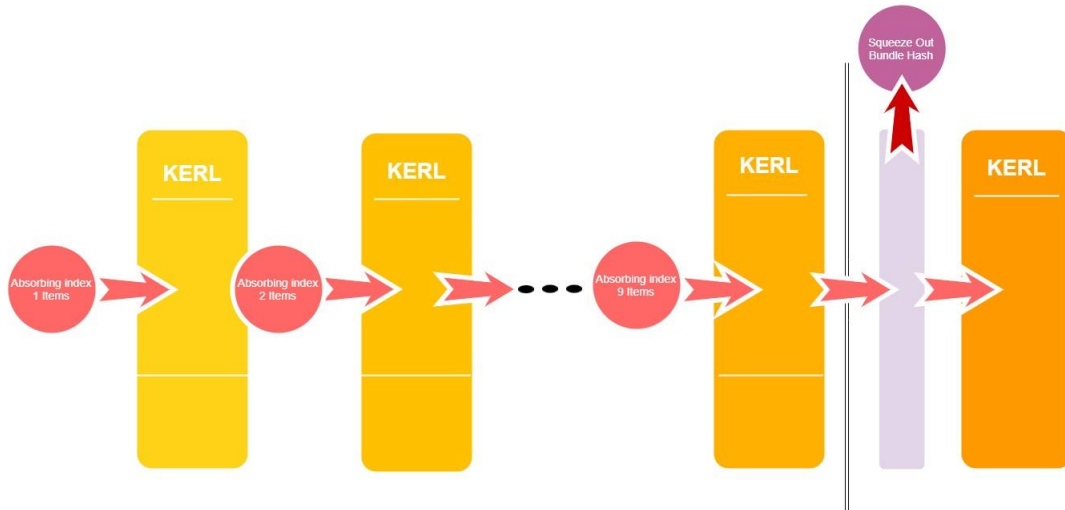 Squeeze Out
Bundle Hash
KERL
KERL
KERL
KERL
Absorbing index
1 Items
Absorbing index
2 Items
Absorbing index
9 Items